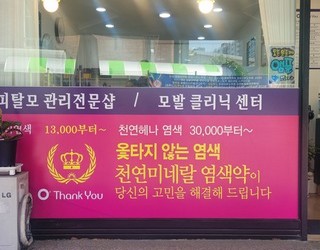 피탈모 관리전문샵 / 모발 클리닉 센터
염색 13,000부터~ 천연헤나 염색 30,000부터~
옻타지 않는 염색
천연미네랄 염색약이
당신의 고민을 해결해 드립니다
Thank You
LG